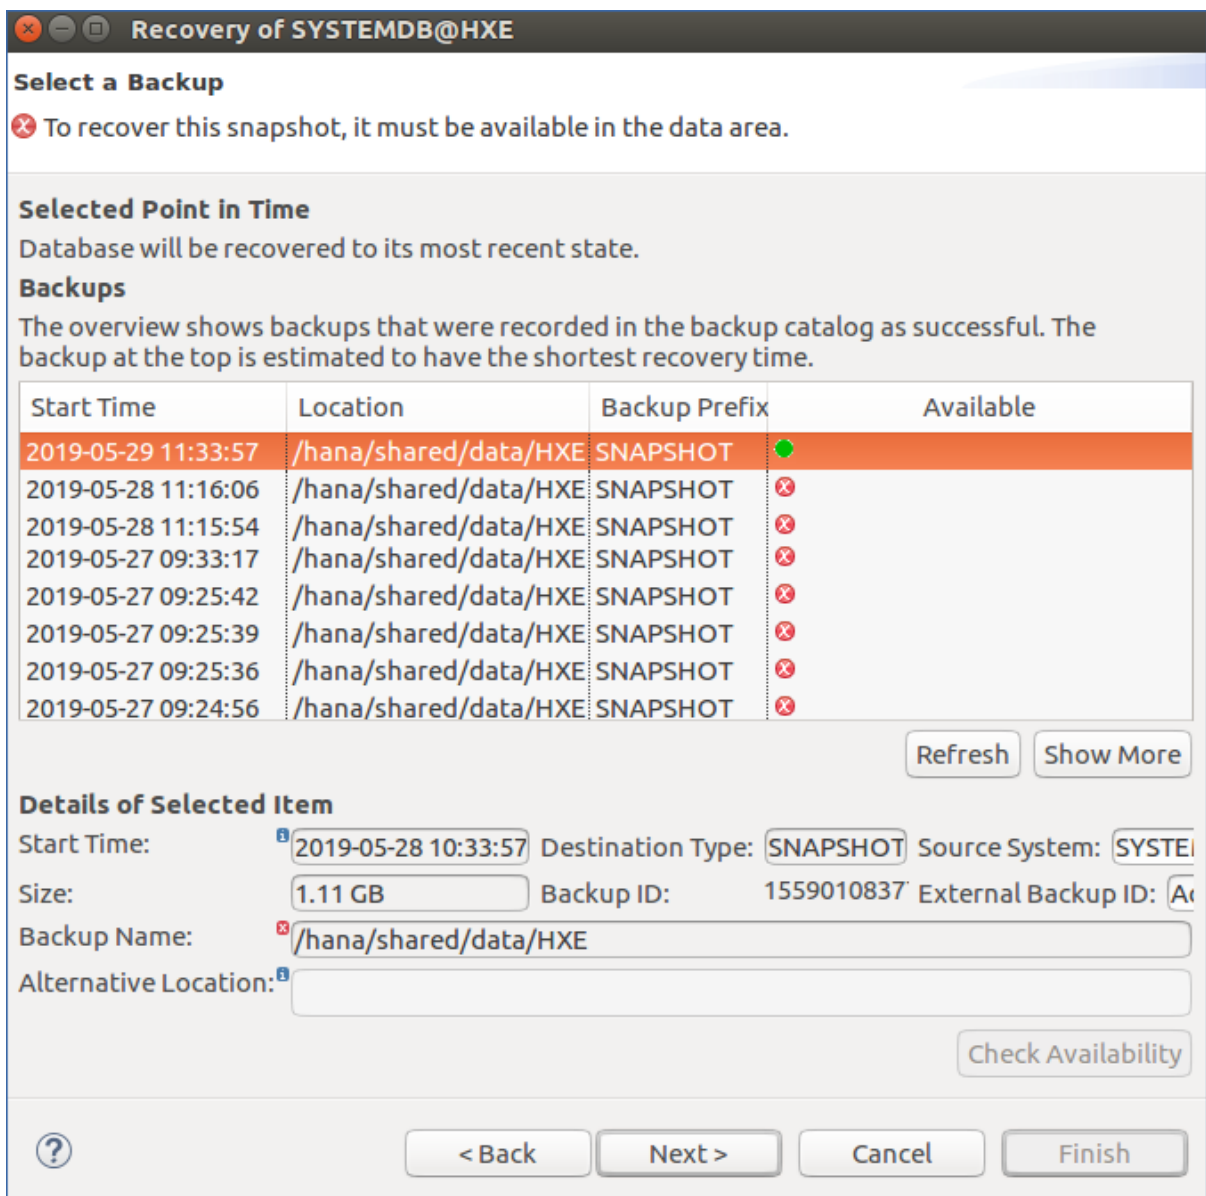 Recovery of SYSTEMDB@HXE
Select a Backup
To recover this snapshot, it must be available in the data area.
Selected Point in Time
Database will be recovered to its most recent state.
Backups
The overview shows backups that were recorded in the backup catalog as successful. The
backup at the top is estimated to have the shortest recovery time.
Start Time Location Backup Prefix Available
2019-05-29 11:33:57 /hana/shared/data/HXE SNAPSHOT
2019-05-28 11:16:06 /hana/shared/data/HXE SNAPSHOT
2019-05-28 11:15:54 /hana/shared/data/HXE SNAPSHOT
2019-05-27 09:33:17 /hana/shared/data/HXE SNAPSHOT
2019-05-27 09:25:42 /hana/shared/data/HXE SNAPSHOT
2019-05-27 09:25:39 /hana/shared/data/HXE SNAPSHOT
2019-05-27 09:25:36 /hana/shared/data/HXE SNAPSHOT
2019-05-27 09:24:56 /hana/shared/data/HXE SNAPSHOT
Refresh Show More
Details of Selected Item
Start Time: 2019-05-28 10:33:57 Destination Type: SNAPSHOT Source System: SYSTE
Size: 1.11 GB Backup ID: 1559010837 External Backup ID:
Backup Name: /hana/shared/data/HXE
Alternative Location:
Check Availability
? < Back Next > Cancel Finish